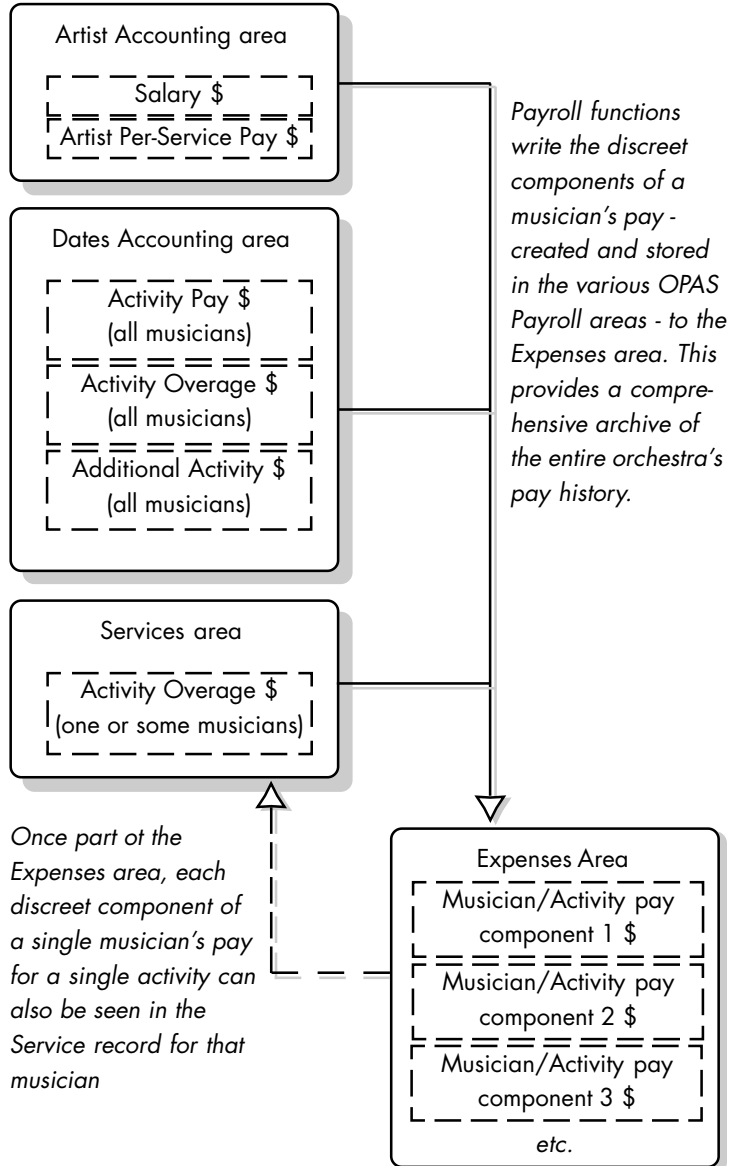 Artist Accounting area
Salary $
Artist Per-Service Pay $
Dates Accounting area
Activity Pay $
(all musicians)
Activity Overage $
(all musicians)
Additional Activity $
(all musicians)
Services area
Activity Overage $
(one or some musicians)
Payroll functions
write the discreet
components of a
musician’s pay -
created and stored
in the various OPAS
Payroll areas - to the
Expenses area. This
provides a compre-
hensive archive of
the entire orchestra’s
pay history.
Once part ot the
Expenses area, each
discreet component of
a single musician’s pay
for a single activity can
also be seen in the
Service record for that
musician
Expenses Area
Musician/Activity pay
component 1 $
Musician/Activity pay
component 2 $
Musician/Activity pay
component 3 $
etc.